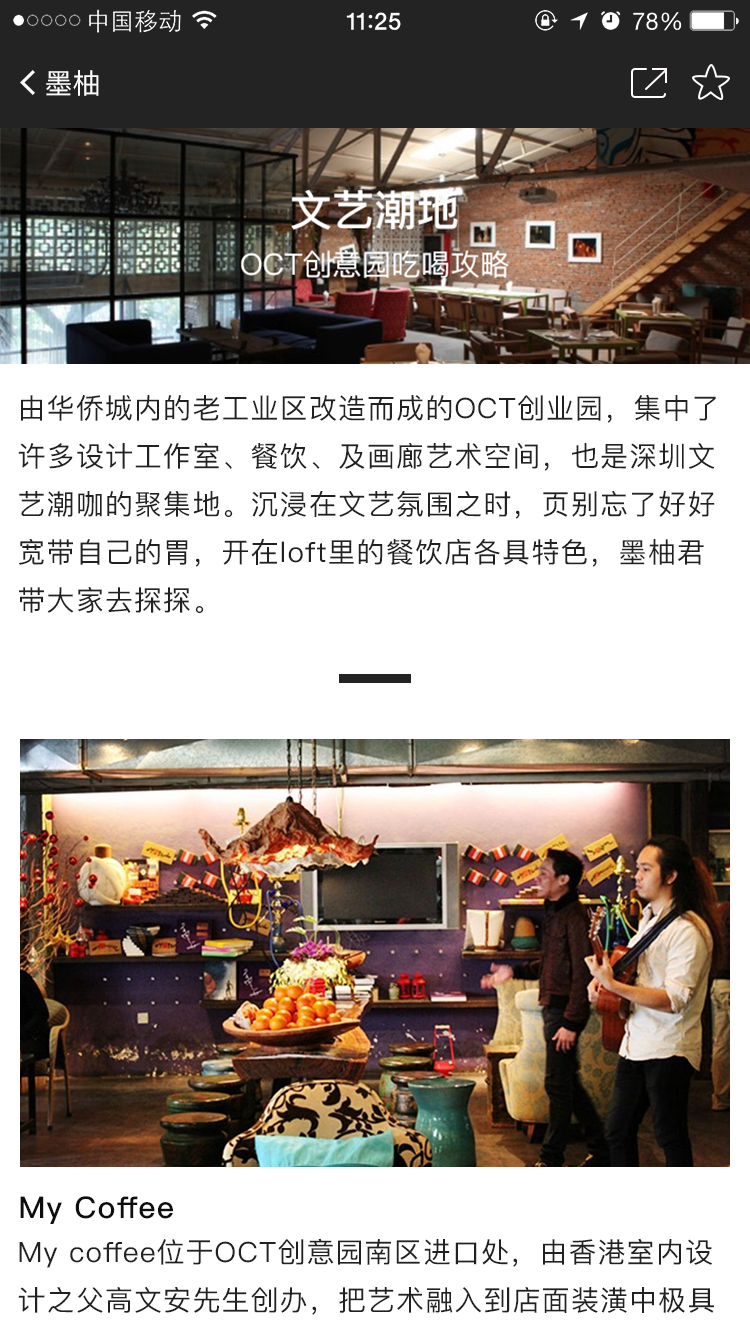 中国移动
11:25
78%
墨柚
文艺潮地
OCT创意园吃喝攻略
由华侨城内的老工业区改造而成的OCT创业园，集中了
许多设计工作室、餐饮、及画廊艺术空间，也是深圳文
艺潮咖的聚集地。沉浸在文艺氛围之时，页别忘了好好
宽带自己的胃，开在loft里的餐饮店各具特色，墨柚君
带大家去探探。
My Coffee
My coffee位于OCT创意园南区进口处，由香港室内设
计之父高文安先生创办，把艺术融入到店面装潢中极具